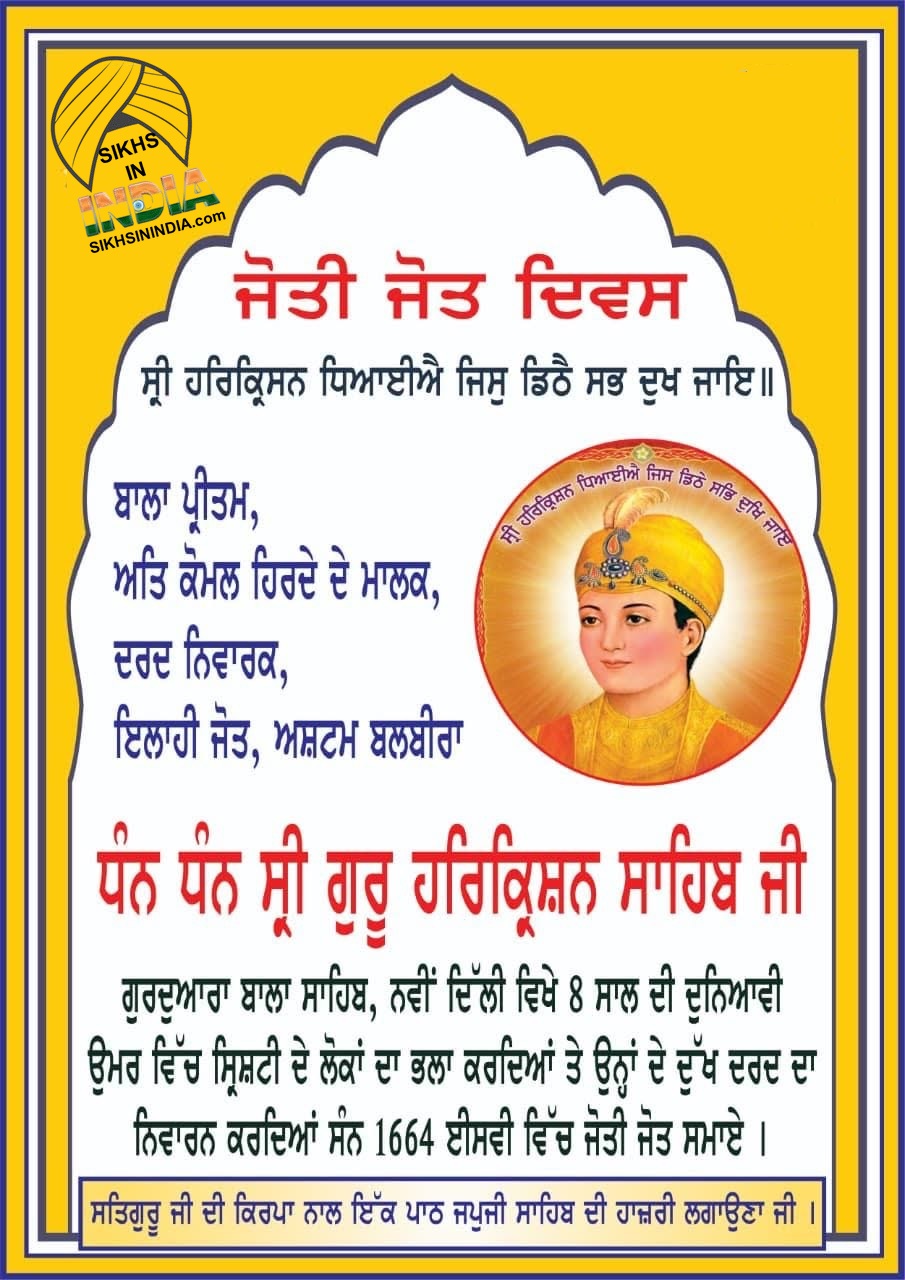 SIKHS
IN
INDIA
SIKHSININDIA.com
ਜੋਤੀ ਜੋਤ ਦਿਵਸ
ਸ੍ਰੀ ਹਰਿਕ੍ਰਿਸਨ ਧਿਆਈਐ ਜਿਸੁ ਡਿਠੈ ਸਭ ਦੁਖ ਜਾਇ॥
ਸ੍ਰੀ ਹਰਿਕ੍ਰਿਸ਼ਨ ਧਿਆਈਐ ਜਿਸ ਡਿਠੇ ਸਭਿ ਦੁਖਿ ਜਾਇ
ਬਾਲਾ ਪ੍ਰੀਤਮ,
ਅਤਿ ਕੋਮਲ ਹਿਰਦੇ ਦੇ ਮਾਲਕ,
ਦਰਦ ਨਿਵਾਰਕ,
ਇਲਾਹੀ ਜੋਤ, ਅਸ਼ਟਮ ਬਲਬੀਰਾ
ਧੰਨ ਧੰਨ ਸ੍ਰੀ ਗੁਰੂ ਹਰਿਕ੍ਰਿਸ਼ਨ ਸਾਹਿਬ ਜੀ
ਗੁਰਦੁਆਰਾ ਬਾਲਾ ਸਾਹਿਬ, ਨਵੀਂ ਦਿੱਲੀ ਵਿਖੇ 8 ਸਾਲ ਦੀ ਦੁਨਿਆਵੀ
ਉਮਰ ਵਿੱਚ ਸ੍ਰਿਸ਼ਟੀ ਦੇ ਲੋਕਾਂ ਦਾ ਭਲਾ ਕਰਦਿਆਂ ਤੇ ਉਨ੍ਹਾਂ ਦੇ ਦੁੱਖ ਦਰਦ ਦਾ
ਨਿਵਾਰਨ ਕਰਦਿਆਂ ਸੰਨ 1664 ਈਸਵੀ ਵਿੱਚ ਜੋਤੀ ਜੋਤ ਸਮਾਏ ।
ਸਤਿਗੁਰੂ ਜੀ ਦੀ ਕਿਰਪਾ ਨਾਲ ਇੱਕ ਪਾਠ ਜਪੁਜੀ ਸਾਹਿਬ ਦੀ ਹਾਜ਼ਰੀ ਲਗਾਉਣਾ ਜੀ ।